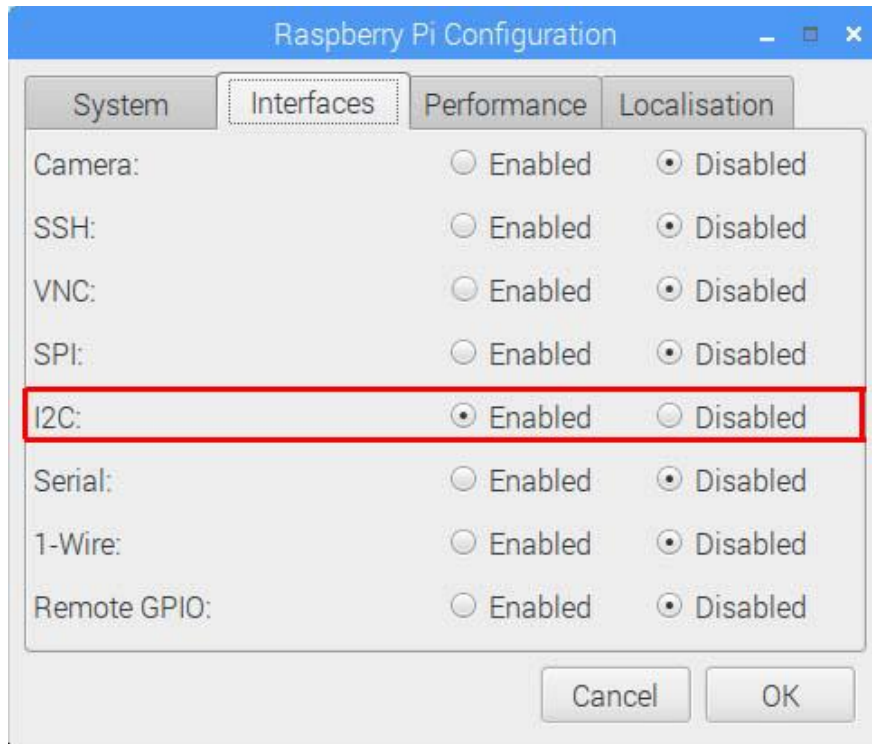 Raspberry Pi Configuration
System Interfaces Performance Localisation
Camera: Enabled Disabled
SSH: Enabled Disabled
VNC: Enabled Disabled
SPI: Enabled Disabled
I2C: Enabled Disabled
Serial: Enabled Disabled
1-Wire: Enabled Disabled
Remote GPIO: Enabled Disabled
Cancel OK